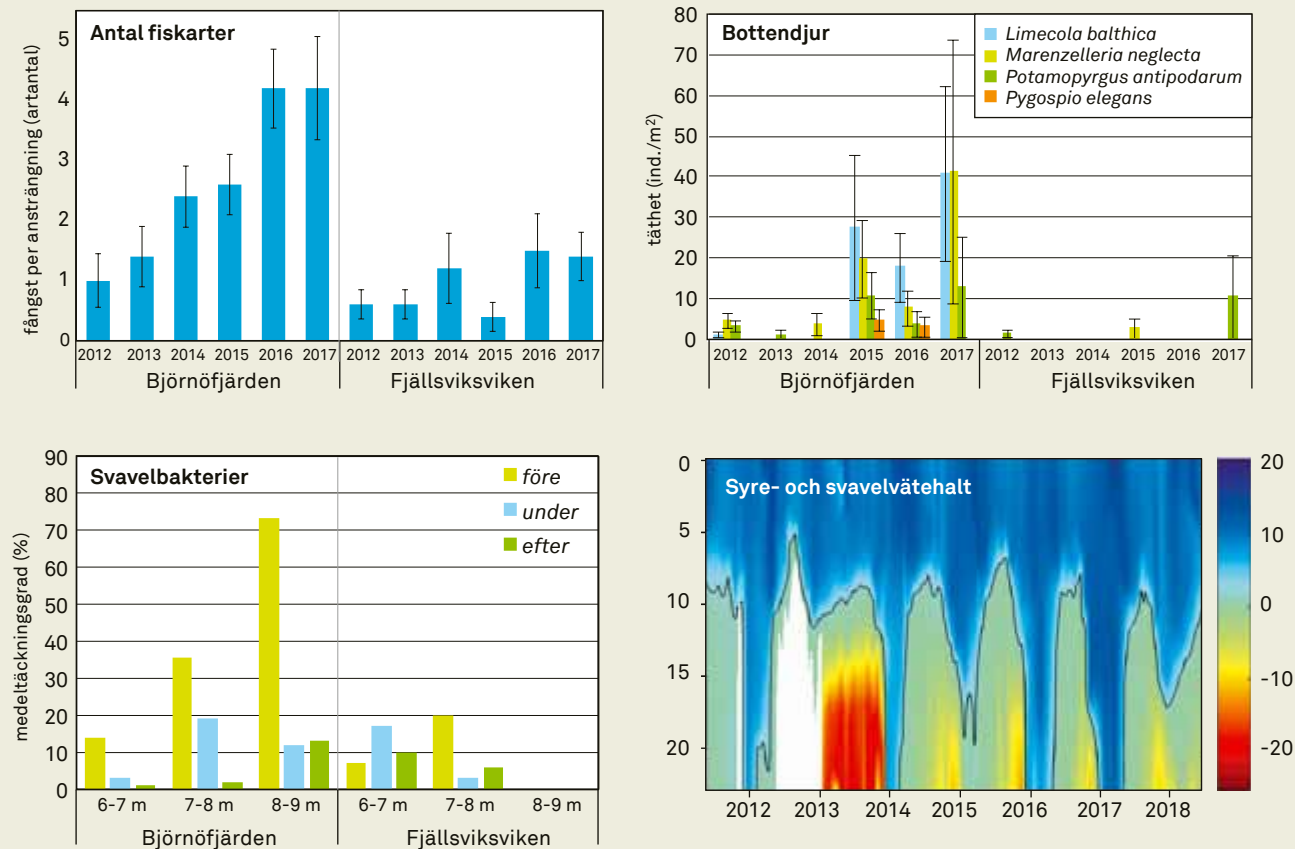 Antal fiskarter
fångst per ansträngning (artantal)
5
4
3
2
1
0
2012 2013 2014 2015 2016 2017 2012 2013 2014 2015 2016 2017
Björnöfjärden Fjällsviksviken
Bottendjur
Limecola balthica
Marenzelleria neglecta
Potamopyrgus antipodarum
Pygospio elegans
täthet (ind./m²)
80
70
60
50
40
30
20
10
0
2012 2013 2014 2015 2016 2017 2012 2013 2014 2015 2016 2017
Björnöfjärden Fjällsviksviken
Svavelbakterier
före
under
efter
medeltäckningsgrad (%)
90
80
70
60
50
40
30
20
10
0
6-7 m 7-8 m 8-9 m 6-7 m 7-8 m 8-9 m
Björnöfjärden Fjällsviksviken
Syre- och svavelvätehalt
0
5
10
15
20
2012 2013 2014 2015 2016 2017 2018
20
10
0
-10
-20